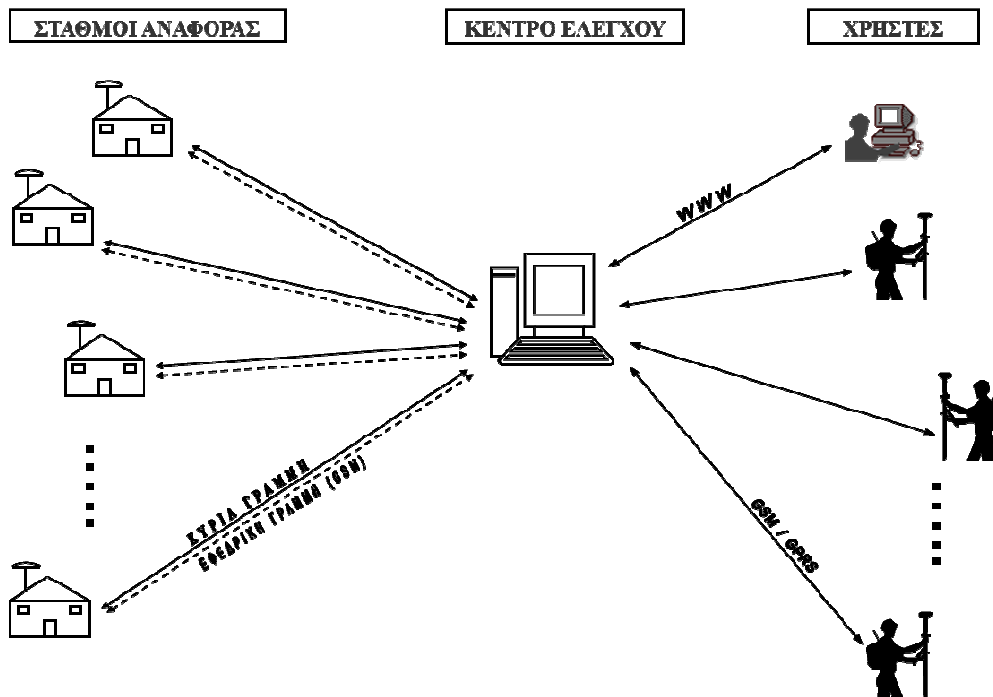 ΣΤΑΘΜΟΙ ΑΝΑΦΟΡΑΣ
ΚΕΝΤΡΟ ΕΛΕΓΧΟΥ
ΧΡΗΣΤΕΣ
WWW
ΚΥΡΙΑ ΓΡΑΜΜΗ
ΕΦΕΔΡΙΚΗ ΓΡΑΜΜΗ (GSM)
GSM / GPRS